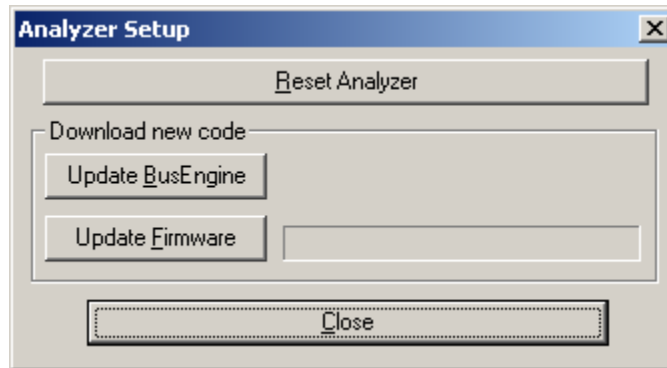 Analyzer Setup
Reset Analyzer
Download new code
Update BusEngine
Update Firmware
Close